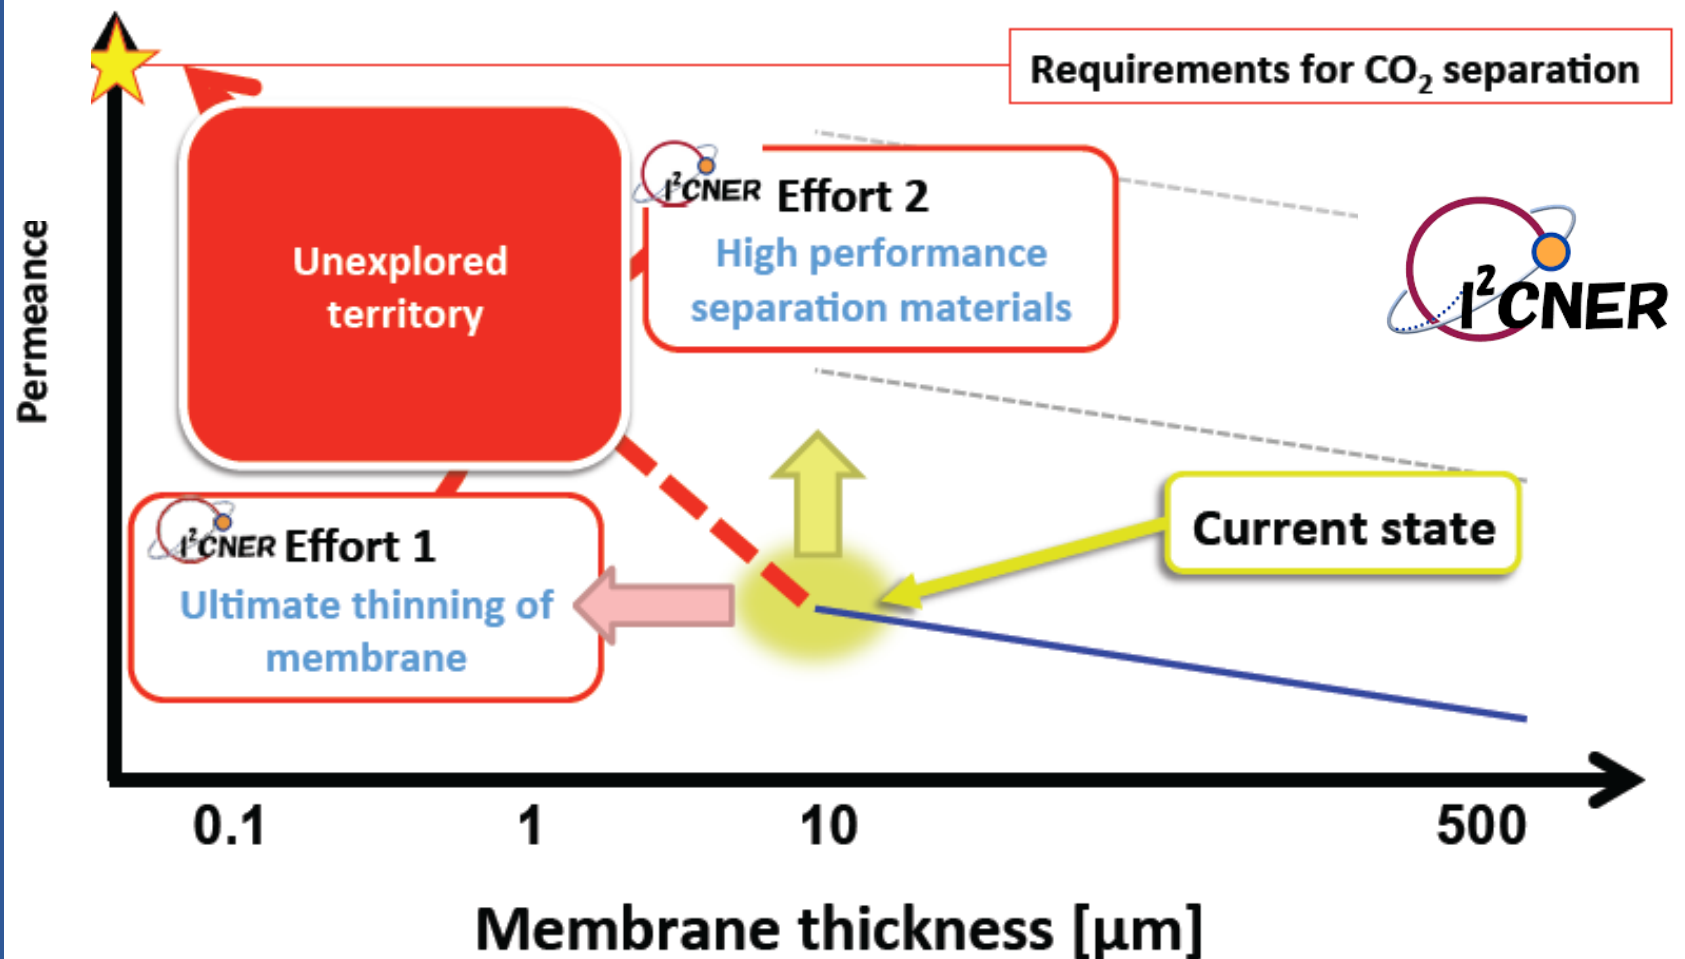 Requirements for CO₂ separation
I²CNER Effort 2
High performance
separation materials
Unexplored
territory
I²CNER
Permeance
Current state
I²CNER Effort 1
Ultimate thinning of
membrane
0.1 1 10 500
Membrane thickness [μm]